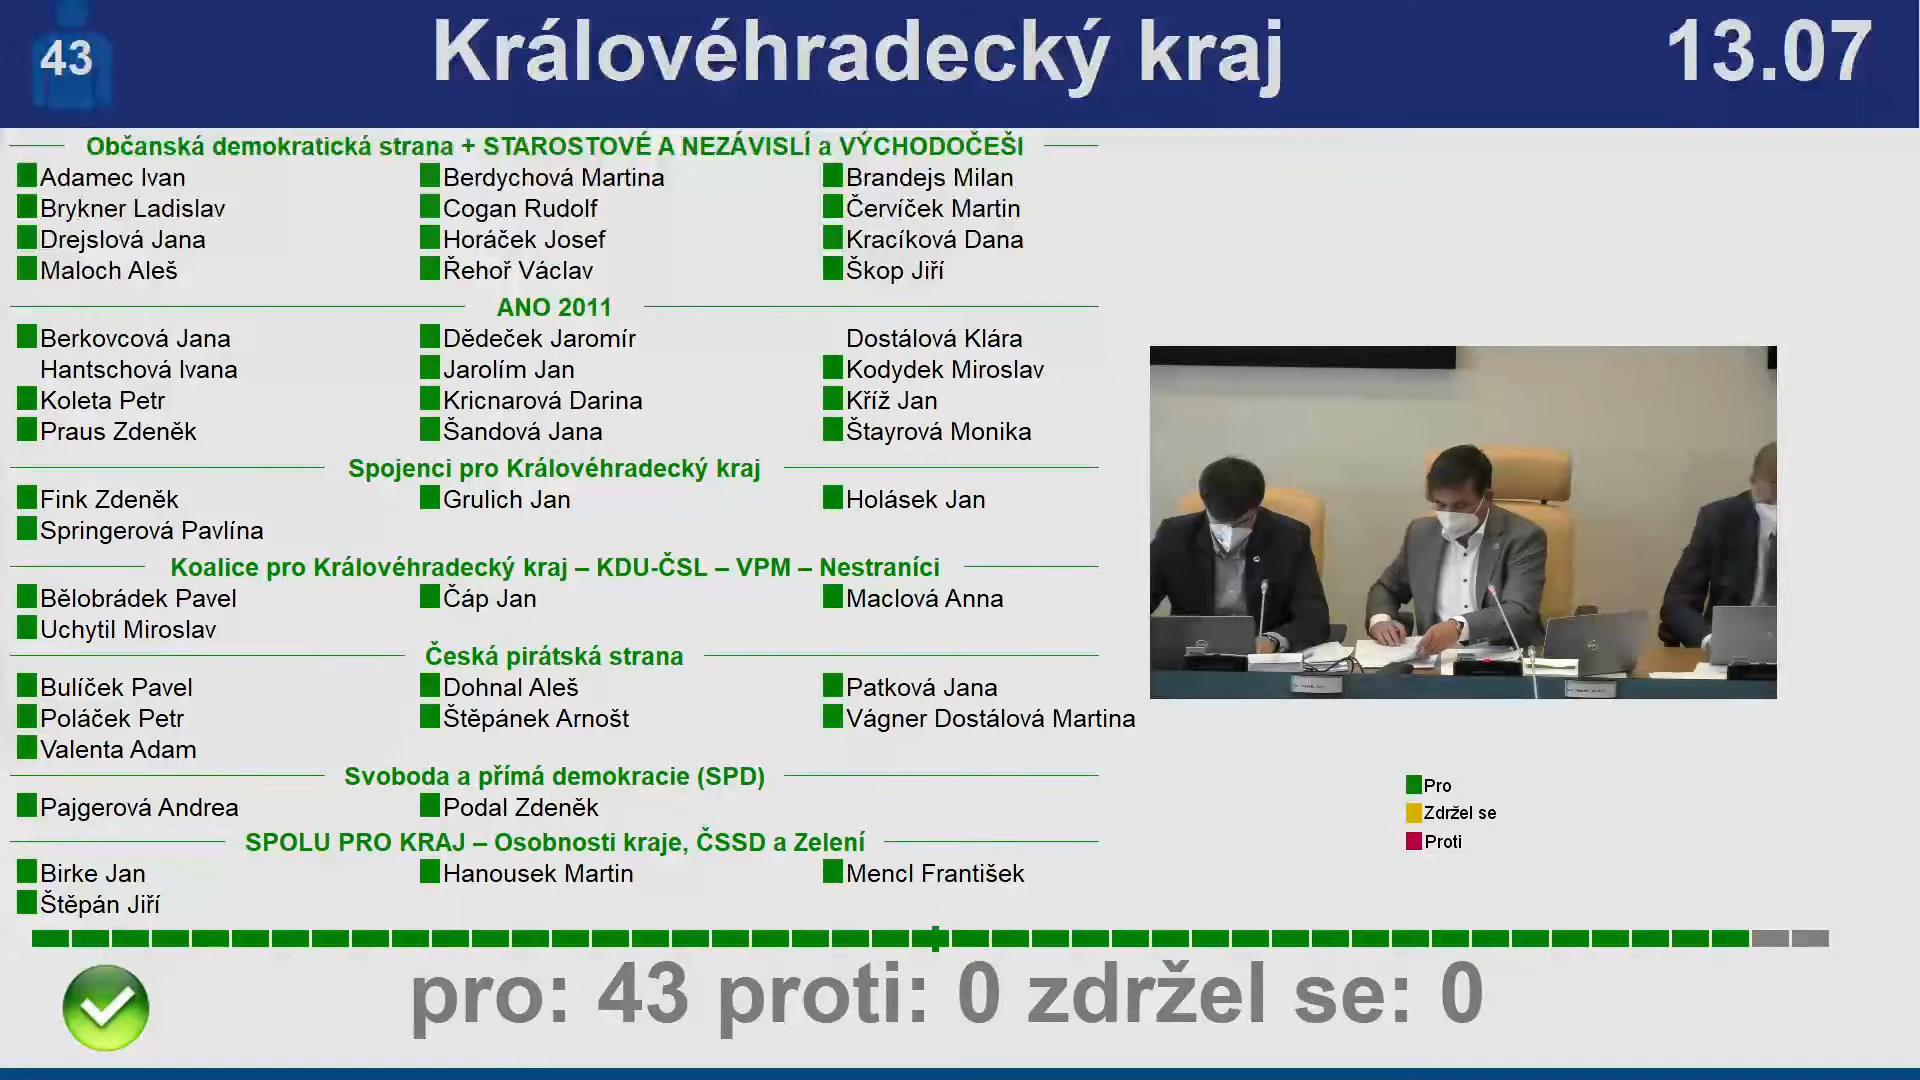 43
Královéhradecký kraj
13.07
Občanská demokratická strana + STAROSTOVÉ A NEZÁVISLÍ a VÝCHODOČEŠI
Adamec Ivan Berdychová Martina Brandejs Milan
Brykner Ladislav Cogan Rudolf Červíček Martin
Drejslová Jana Horáček Josef Kracíková Dana
Maloch Aleš Řehoř Václav Škop Jiří
ANO 2011
Berkovcová Jana Dědeček Jaromír Dostálová Klára
Hantschová Ivana Jarolím Jan Kodydek Miroslav
Koleta Petr Kricnarová Darina Kříž Jan
Praus Zdeněk Šandová Jana Štayrová Monika
Spojenci pro Královéhradecký kraj
Fink Zdeněk Grulich Jan Holásek Jan
Springerová Pavlína
Koalice pro Královéhradecký kraj – KDU-ČSL – VPM – Nestraníci
Bělobrádek Pavel Čáp Jan Maclová Anna
Uchytil Miroslav
Česká pirátská strana
Bulíček Pavel Dohnal Aleš Patková Jana
Poláček Petr Štěpánek Arnošt Vágner Dostálová Martina
Valenta Adam
Svoboda a přímá demokracie (SPD)
Pajgerová Andrea Podal Zdeněk
SPOLU PRO KRAJ – Osobnosti kraje, ČSSD a Zelení
Birke Jan Hanousek Martin Mencl František
Štěpán Jiří
Pro
Zdržel se
Proti
pro: 43 proti: 0 zdržel se: 0